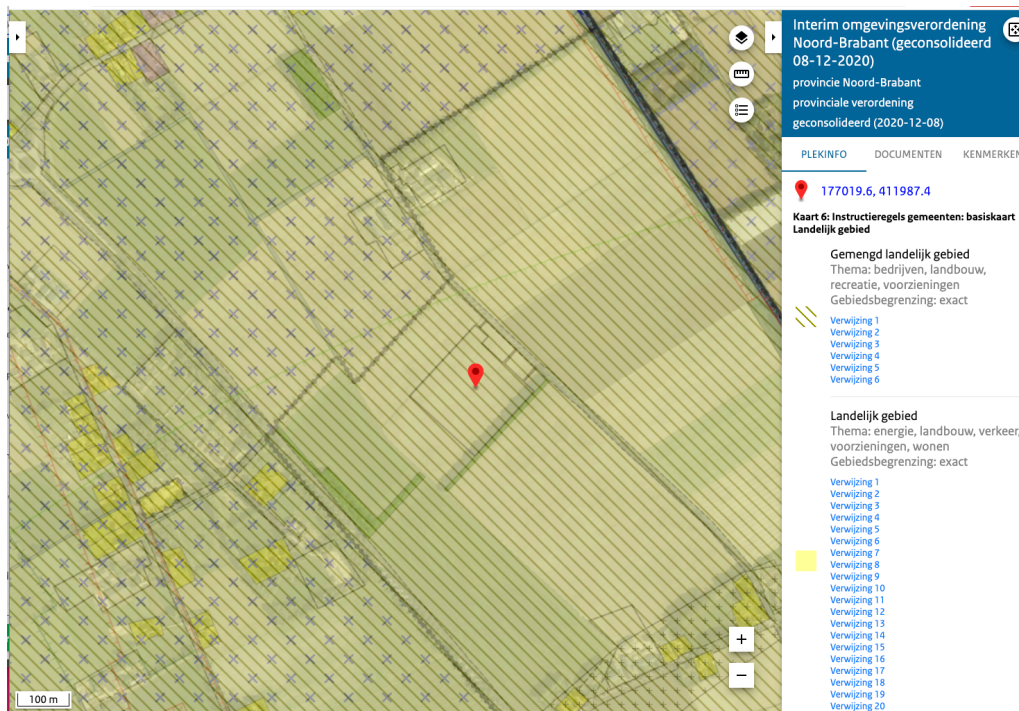 Interim omgevingsverordening
Noord-Brabant (geconsolideerd
08-12-2020)
provincie Noord-Brabant
provinciale verordening
geconsolideerd (2020-12-08)
PLEKINFO DOCUMENTEN KENMERKEN
177019.6, 411987.4
Kaart 6: Instructieregels gemeenten: basiskaart
Landelijk gebied
Gemengd landelijk gebied
Thema: bedrijven, landbouw,
recreatie, voorzieningen
Gebiedsbegrenzing: exact
Verwijzing 1
Verwijzing 2
Verwijzing 3
Verwijzing 4
Verwijzing 5
Verwijzing 6
Landelijk gebied
Thema: energie, landbouw, verkeer,
voorzieningen, wonen
Gebiedsbegrenzing: exact
Verwijzing 1
Verwijzing 2
Verwijzing 3
Verwijzing 4
Verwijzing 5
Verwijzing 6
Verwijzing 7
Verwijzing 8
Verwijzing 9
Verwijzing 10
Verwijzing 11
Verwijzing 12
Verwijzing 13
Verwijzing 14
Verwijzing 15
Verwijzing 16
Verwijzing 17
Verwijzing 18
Verwijzing 19
Verwijzing 20
+
−
100 m